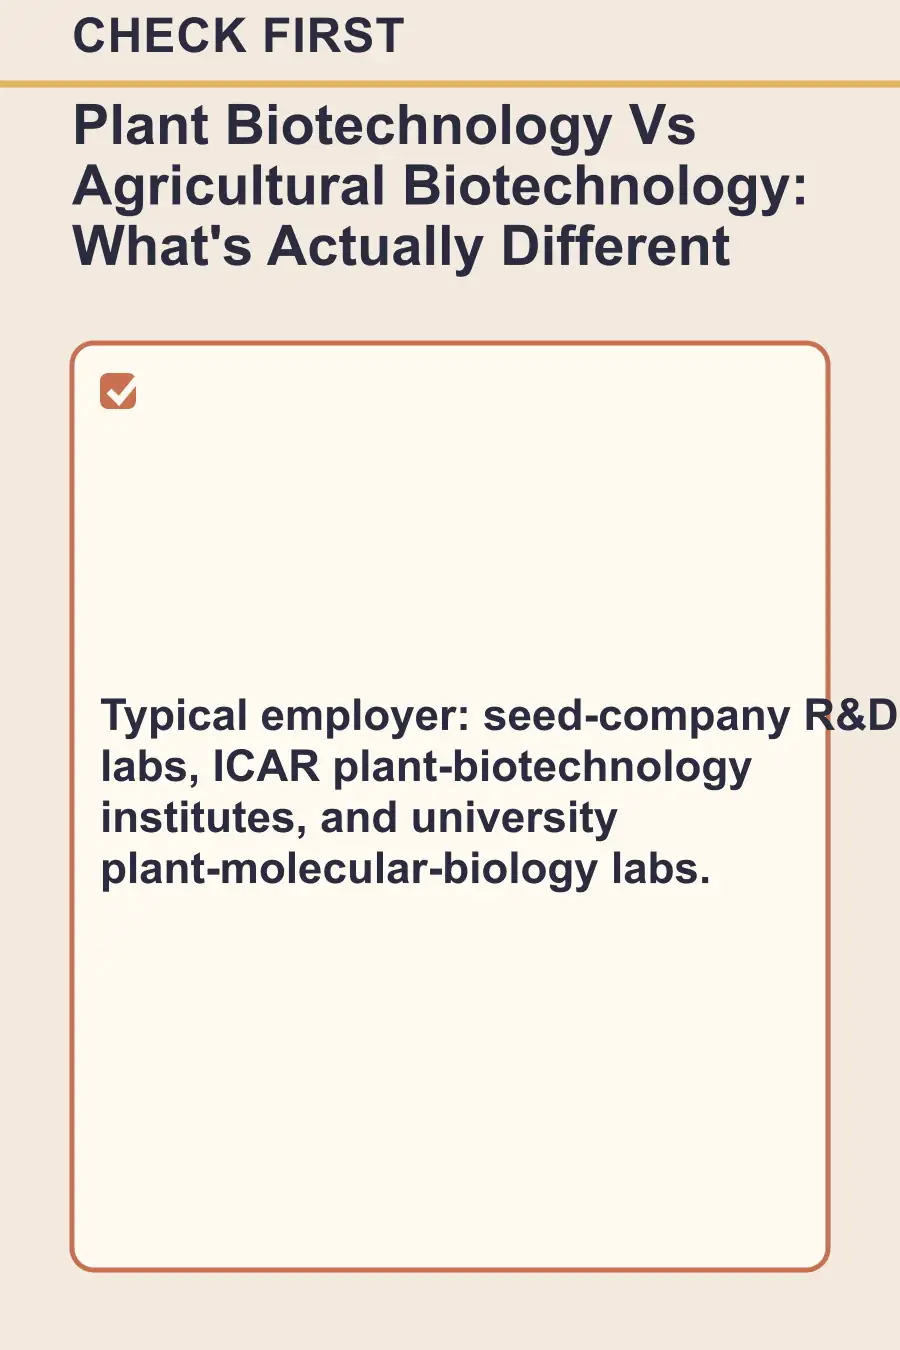 CHECK FIRST
Plant Biotechnology Vs
Agricultural Biotechnology:
What's Actually Different
Typical employer: seed-company R&D
labs, ICAR plant-biotechnology
institutes, and university
plant-molecular-biology labs.